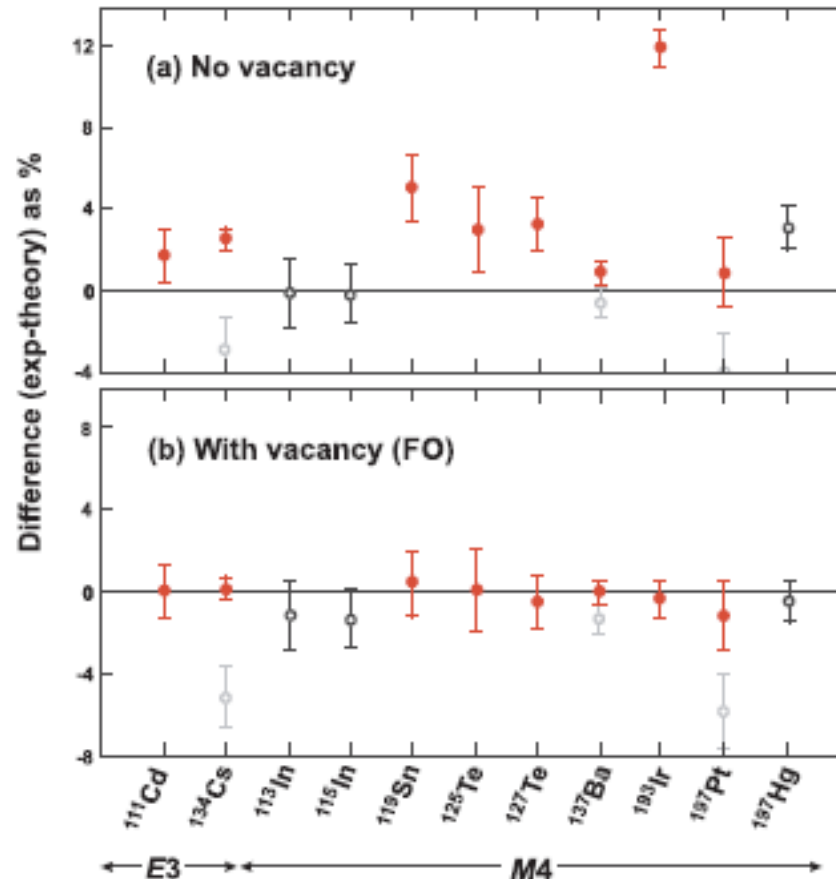 Difference (exp-theory) as %
12
8
4
0
-4
(a) No vacancy
8
4
0
-4
-8
(b) With vacancy (FO)
¹¹¹Cd
¹³⁴Cs
¹¹³In
¹¹⁵In
¹¹⁹Sn
¹²⁵Te
¹²⁷Te
¹³⁷Ba
¹⁹³Ir
¹⁹⁷Pt
¹⁹⁷Hg
E3
M4